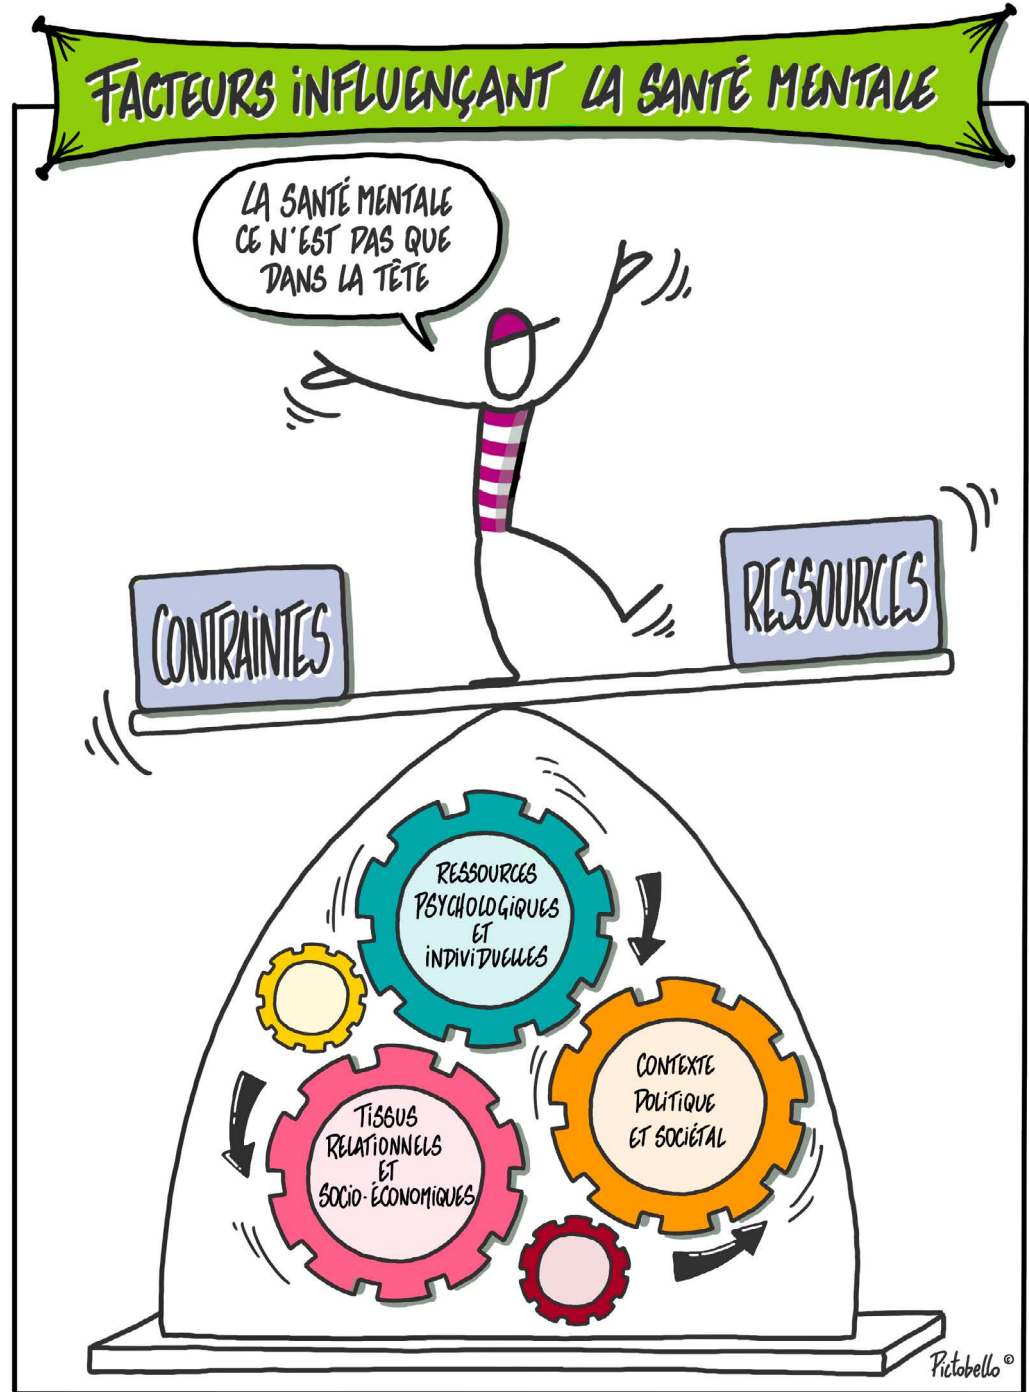 FACTEURS iNFLUENÇANT LA SANTÉ MENTALE
LA SANTÉ MENTALE
CE N'EST PAS QUE
DANS LA TÊTE
CONTRAiNTES
RESSOURCES
RESSOURCES
PSYCHOLOGiQUES
ET
iNDiViDUELLES
CONTEXTE
POLiTiQUE
ET SOCiÉTAL
TiSSUS
RELATiONNELS
ET
SOCiO-ÉCONOMiQUES
Pictobello ©